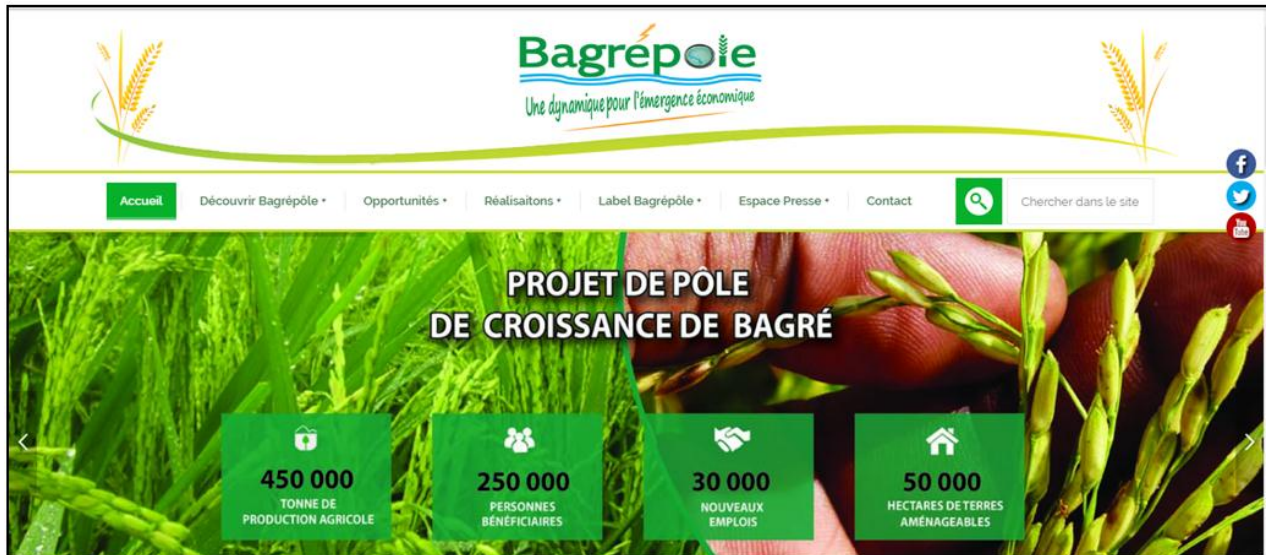 Bagrépole
Une dynamique pour l'émergence économique
Accueil
Découvrir Bagrépôle
Opportunités
Réalisaitons
Label Bagrépôle
Espace Presse
Contact
Chercher dans le site
f
You
Tube
PROJET DE PÔLE
DE CROISSANCE DE BAGRÉ
450 000
TONNE DE
PRODUCTION AGRICOLE
250 000
PERSONNES
BÉNÉFICIAIRES
30 000
NOUVEAUX
EMPLOIS
50 000
HECTARES DE TERRES
AMÉNAGEABLES